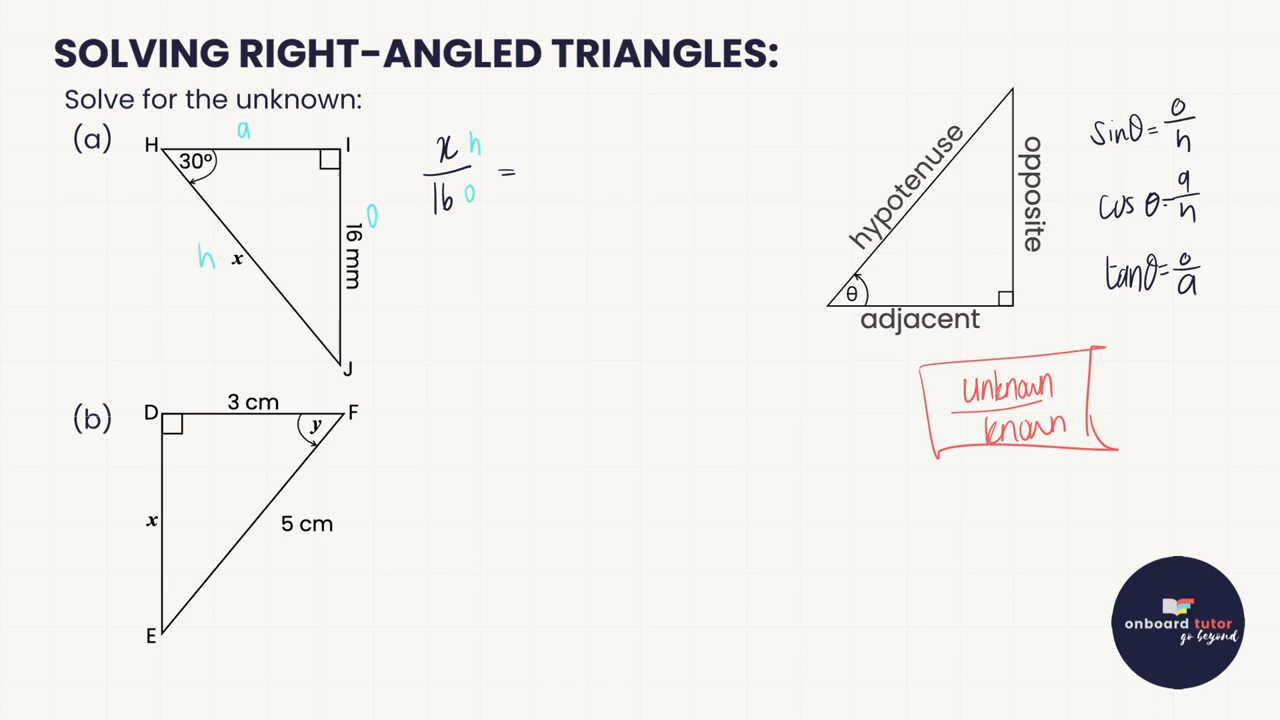 SOLVING RIGHT-ANGLED TRIANGLES:
Solve for the unknown:
(a)
H
a
I
30º
h
x
o
16 mm
J
x h
16 o
=
hypotenuse
opposite
θ
adjacent
sinθ = o/h
cos θ = a/h
tanθ = o/a
unknown
known
(b)
D
3 cm
F
y
x
5 cm
E
onboard tutor
go beyond